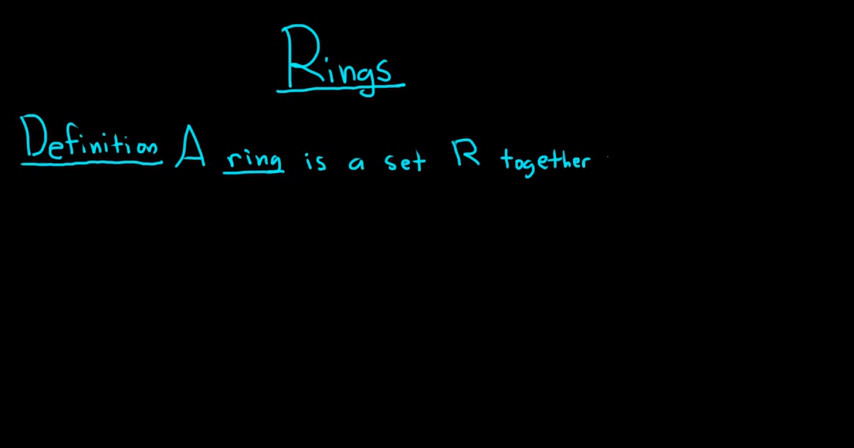 Rings
Definition A ring is a set R together